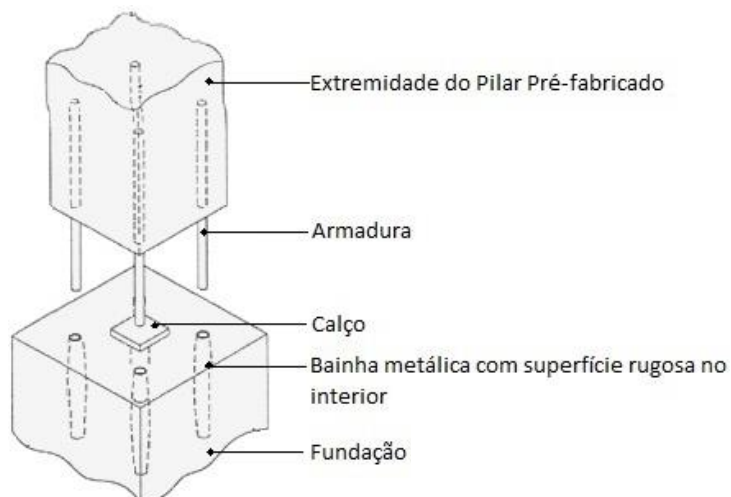 Extremidade do Pilar Pré-fabricado
Armadura
Calço
Bainha metálica com superfície rugosa no
interior
Fundação